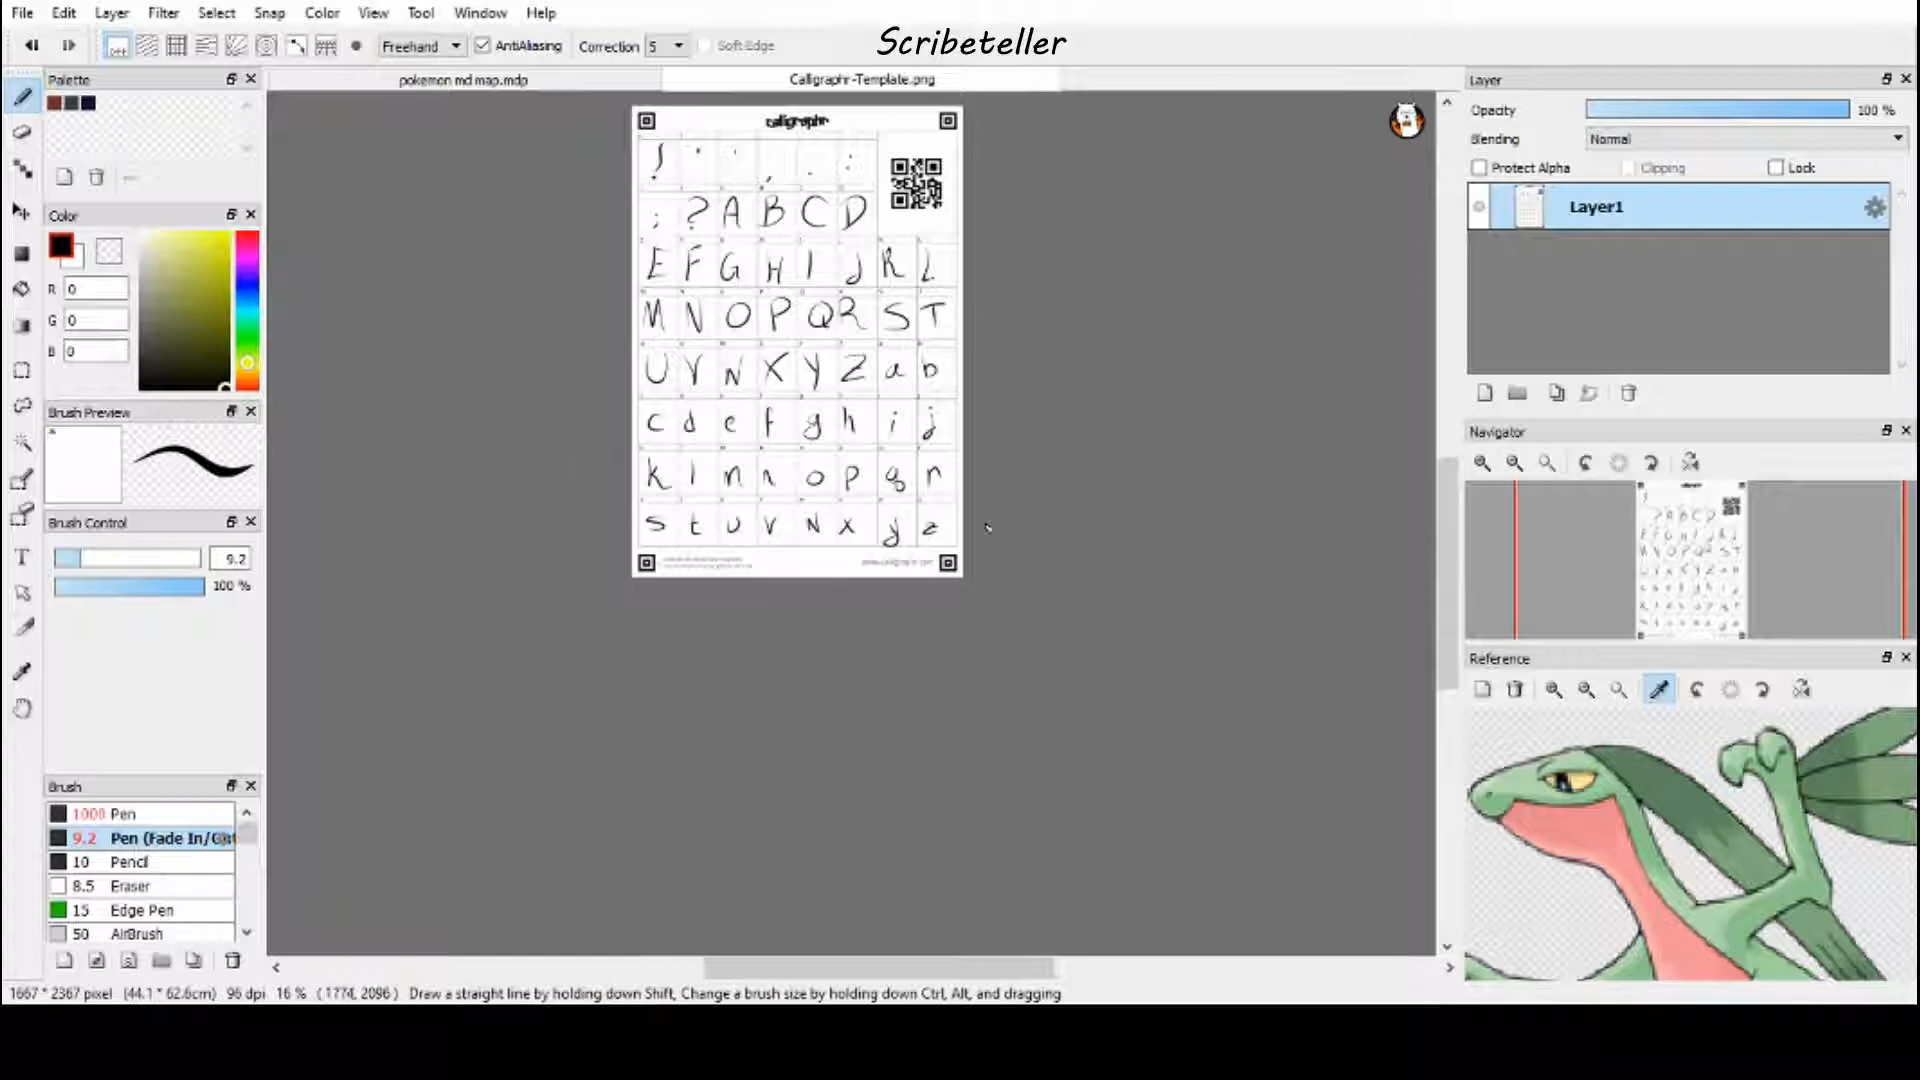 File Edit Layer Filter Select Snap Color View Tool Window Help
Scribeteller
Freehand AntiAliasing Correction 5 Soft Edge
Palette
pokemon md map.mdp
Calligraphr-Template.png
Layer
Opacity 100 %
Blending Normal
Protect Alpha Clipping Lock
Layer1
Color
R 0
G 0
B 0
Brush Preview
Brush Control
9.2
100 %
Brush
1000 Pen
9.2 Pen (Fade In/Out
10 Pencil
8.5 Eraser
15 Edge Pen
50 AirBrush
calligraphr
! ' " , . :
; ? A B C D
E F G H I J K L
M N O P Q R S T
U V W X Y Z a b
c d e f g h i j
k l m n o p q r
s t u v w x y z
www.calligraphr.com
Navigator
Reference
1667 * 2367 pixel (44.1 * 62.6cm) 96 dpi 16 % ( 1774, 2096 ) Draw a straight line by holding down Shift, Change a brush size by holding down Ctrl, Alt, and dragging